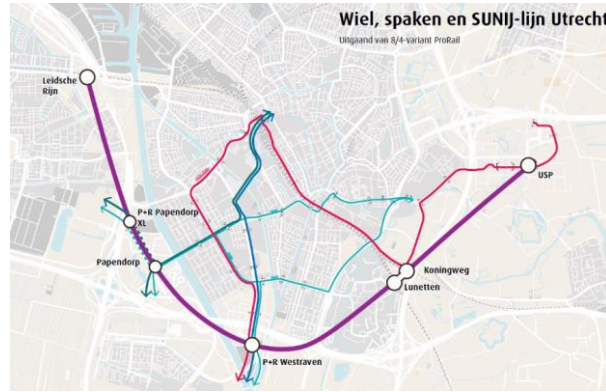 Wiel, spaken en SUNIJ-lijn Utrecht
Uitgaand van 8/4-variant ProRail
Leidsche
Rijn
USP
P+R Papendorp
XL
Papendorp
Koningweg
Lunetten
P+R Westraven